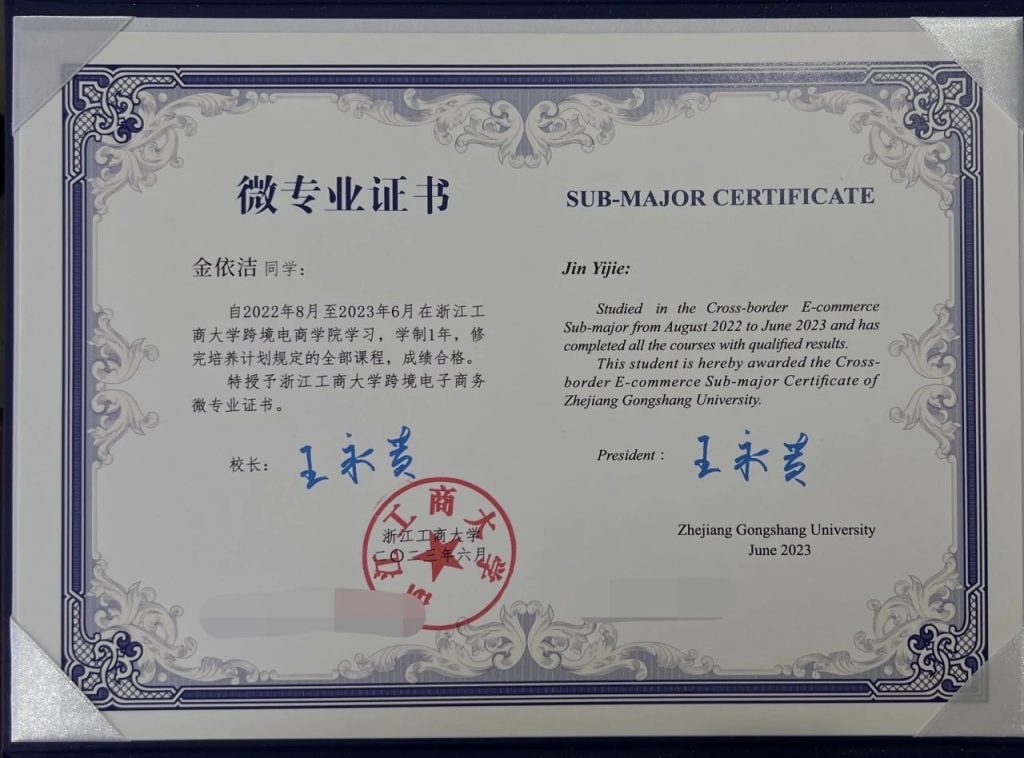 微专业证书
金依洁 同学:
自2022年8月至2023年6月在浙江工
商大学跨境电商学院学习，学制1年，修
完培养计划规定的全部课程，成绩合格。
特授予浙江工商大学跨境电子商务
微专业证书。
校长:
王永贵
浙江工商大学
二〇二三年六月
浙江工商大学
SUB-MAJOR CERTIFICATE
Jin Yijie:
Studied in the Cross-border E-commerce
Sub-major from August 2022 to June 2023 and has
completed all the courses with qualified results.
This student is hereby awarded the Cross-
border E-commerce Sub-major Certificate of
Zhejiang Gongshang University.
President :
王永贵
Zhejiang Gongshang University
June 2023